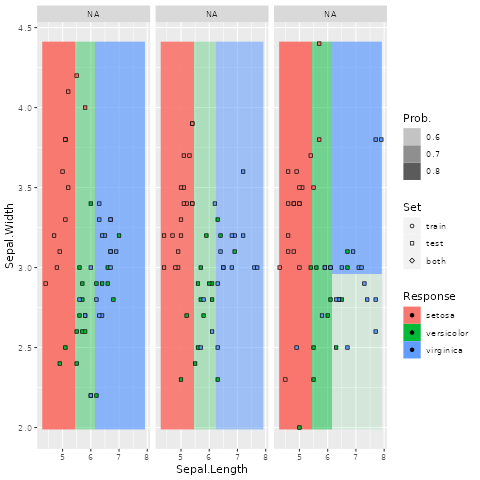 NA NA NA
4.5
4.0
3.5
3.0
2.5
2.0
Sepal.Width
5 6 7 8 5 6 7 8 5 6 7 8
Sepal.Length
Prob.
0.6
0.7
0.8
Set
train
test
both
Response
setosa
versicolor
virginica